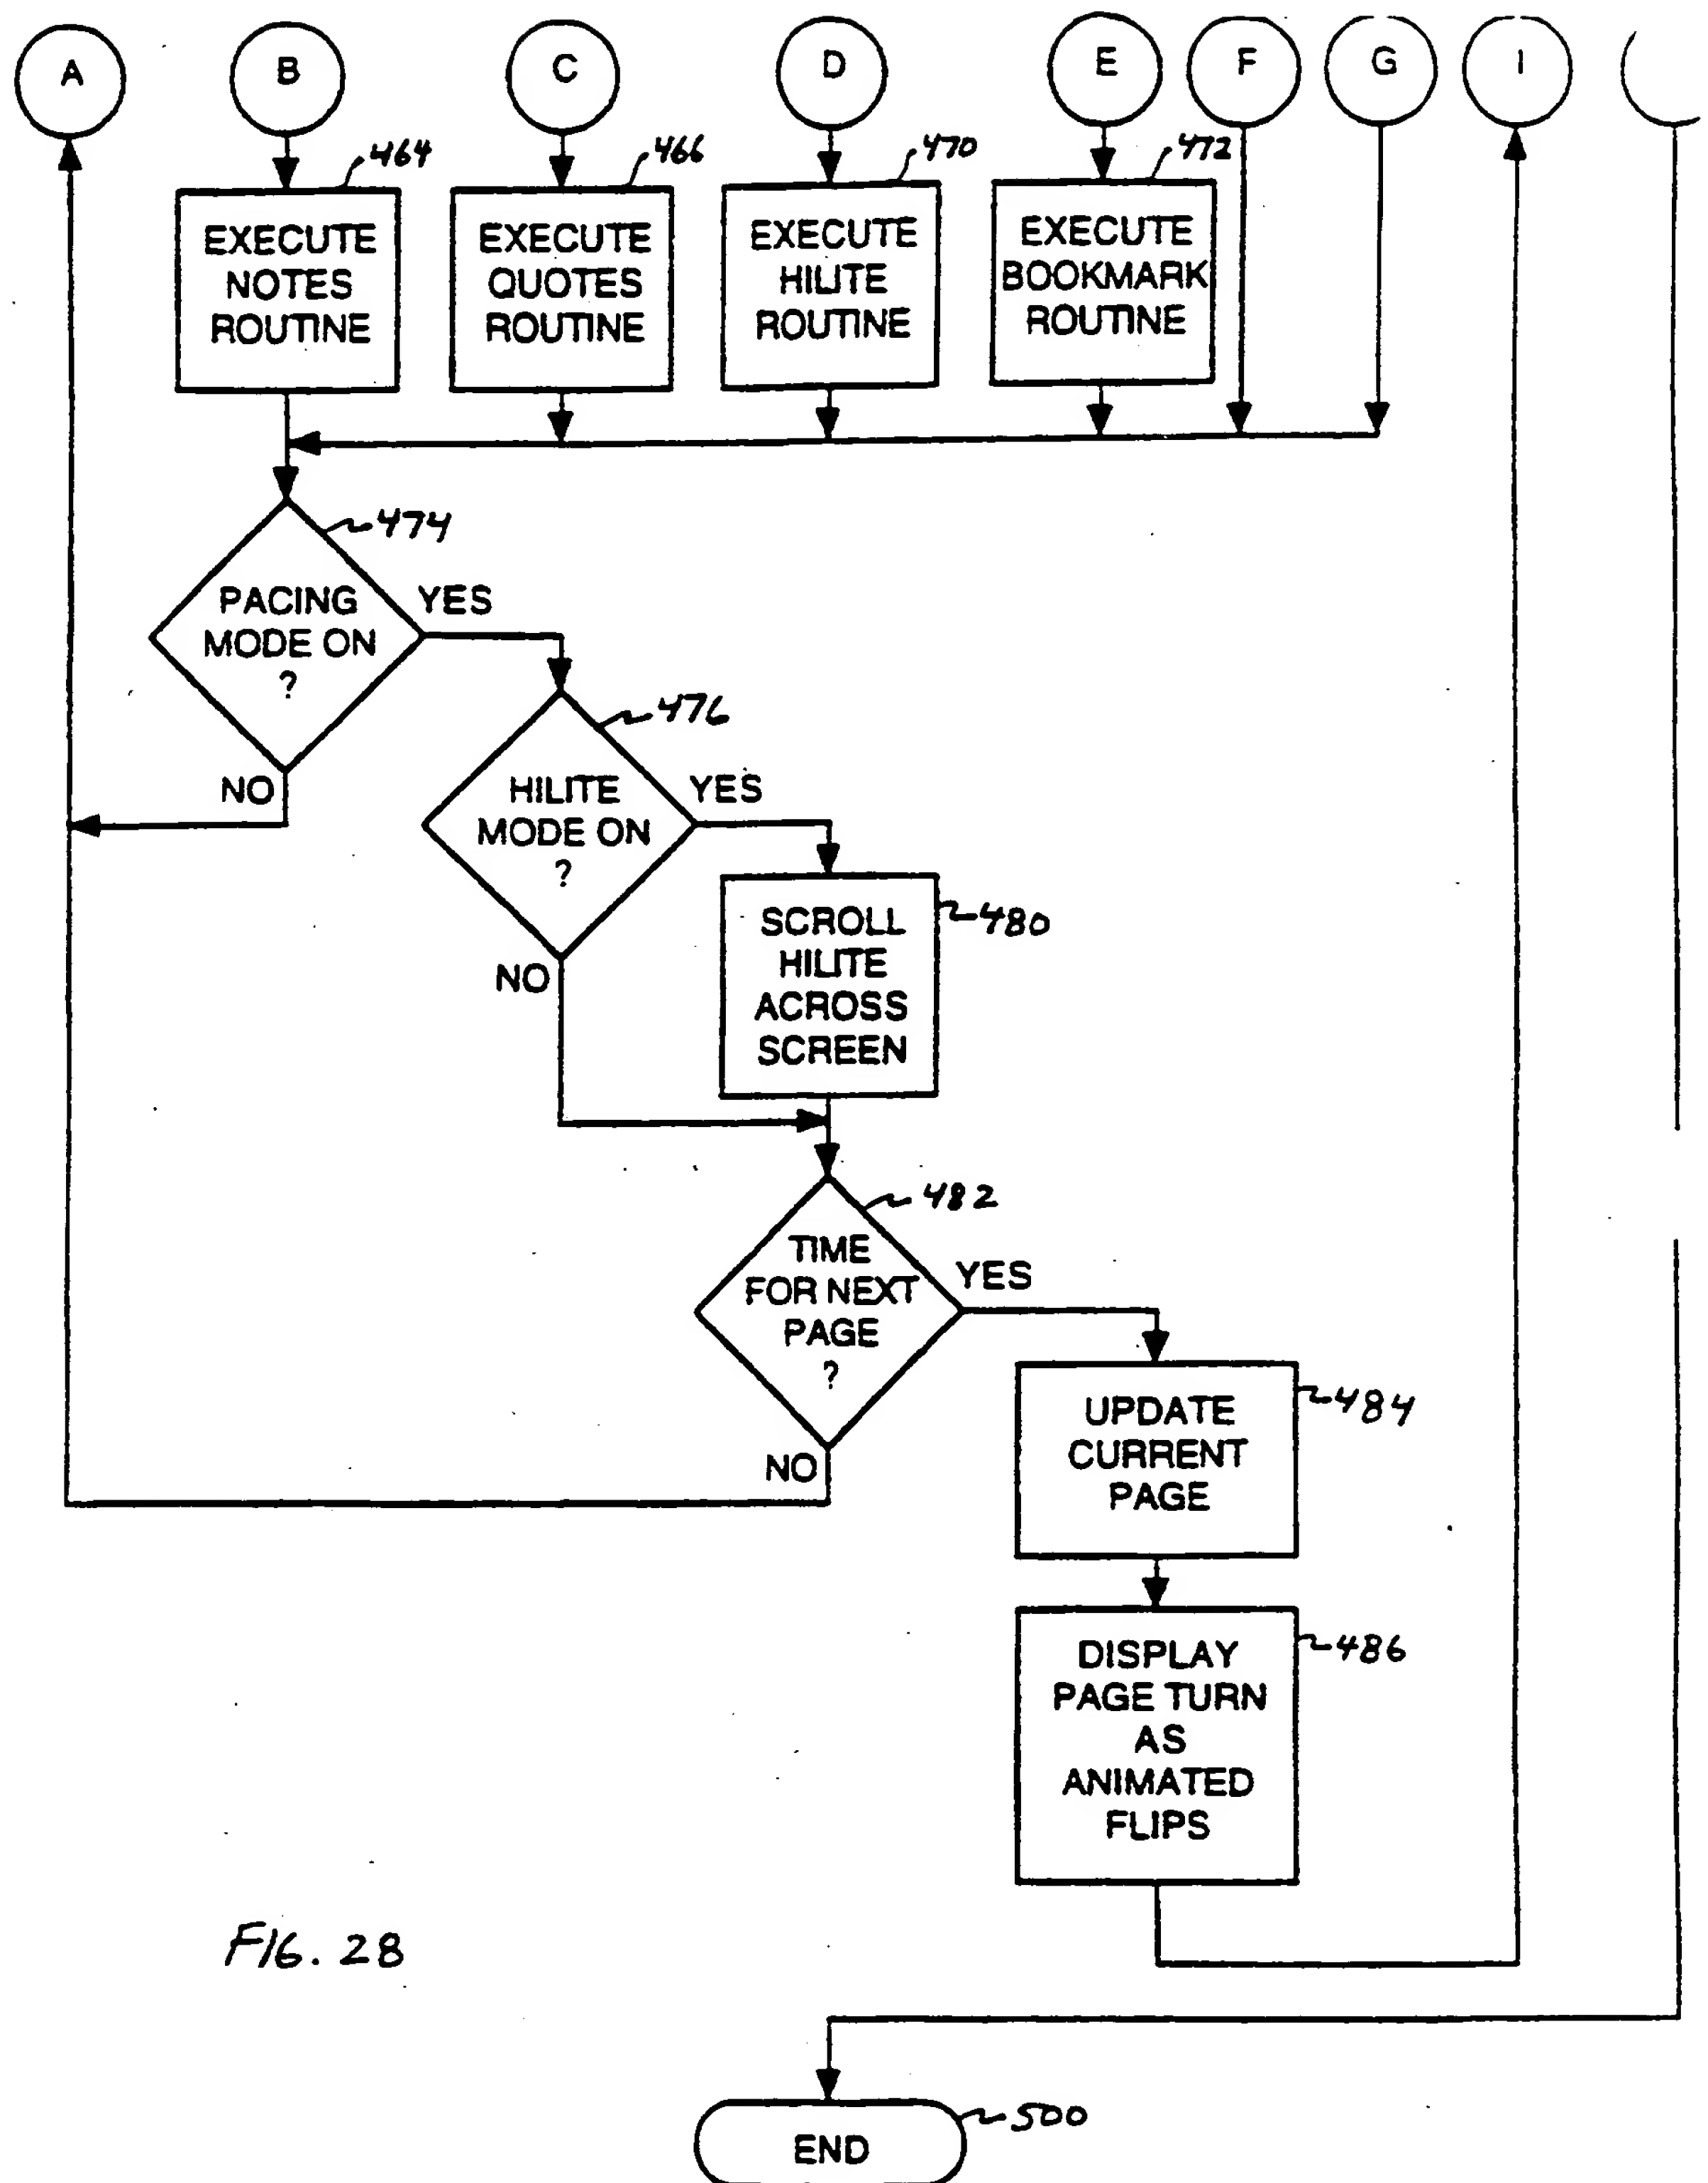 A
B
C
D
E
F
G
I
464
466
470
472
EXECUTE
NOTES
ROUTINE
EXECUTE
QUOTES
ROUTINE
EXECUTE
HILITE
ROUTINE
EXECUTE
BOOKMARK
ROUTINE
474
PACING
MODE ON
?
YES
NO
476
HILITE
MODE ON
?
YES
NO
480
SCROLL
HILITE
ACROSS
SCREEN
482
TIME
FOR NEXT
PAGE
?
YES
NO
484
UPDATE
CURRENT
PAGE
486
DISPLAY
PAGE TURN
AS
ANIMATED
FLIPS
FIG. 28
500
END